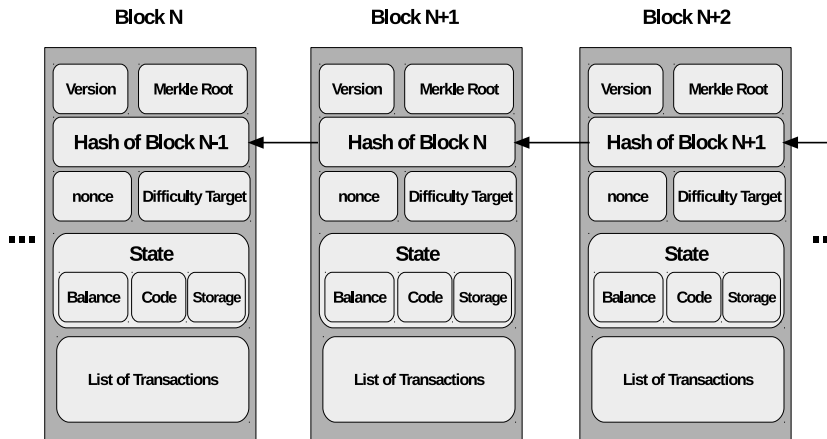 Block N
Block N+1
Block N+2
Version
Merkle Root
Hash of Block N-1
nonce
Difficulty Target
State
Balance
Code
Storage
List of Transactions
Version
Merkle Root
Hash of Block N
nonce
Difficulty Target
State
Balance
Code
Storage
List of Transactions
Version
Merkle Root
Hash of Block N+1
nonce
Difficulty Target
State
Balance
Code
Storage
List of Transactions